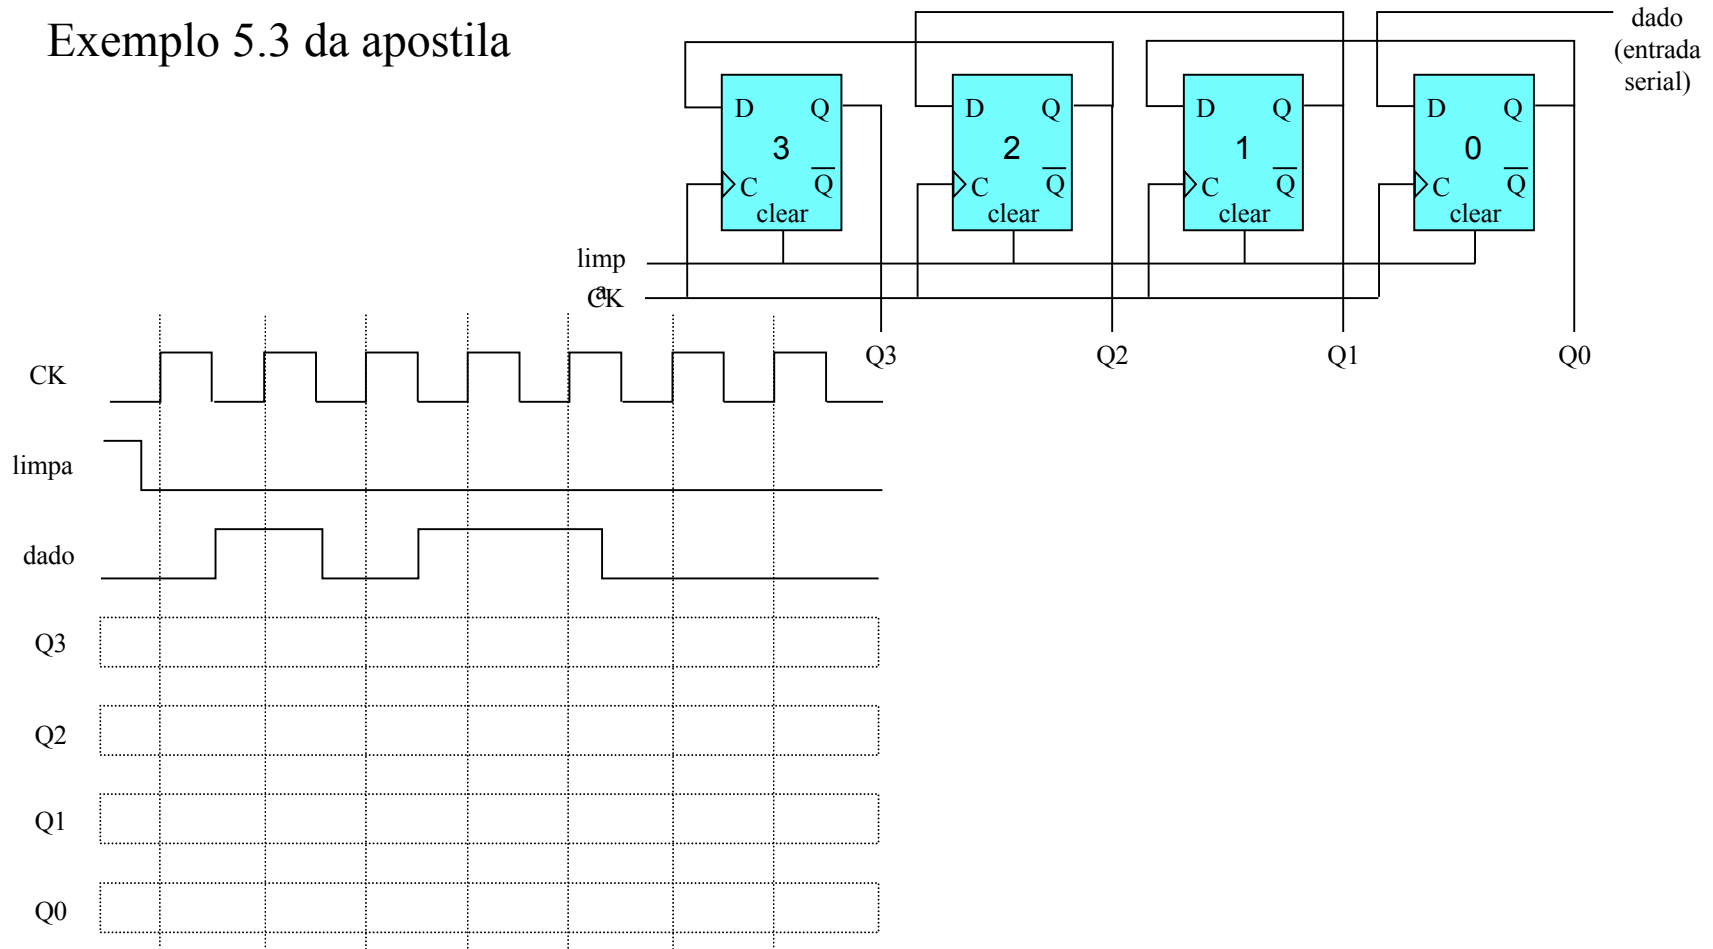 Exemplo 5.3 da apostila
dado
(entrada
serial)
D Q
3
C Q
clear
D Q
2
C Q
clear
D Q
1
C Q
clear
D Q
0
C Q
clear
limp
a
CK
Q3
Q2
Q1
Q0
CK
limpa
dado
Q3
Q2
Q1
Q0